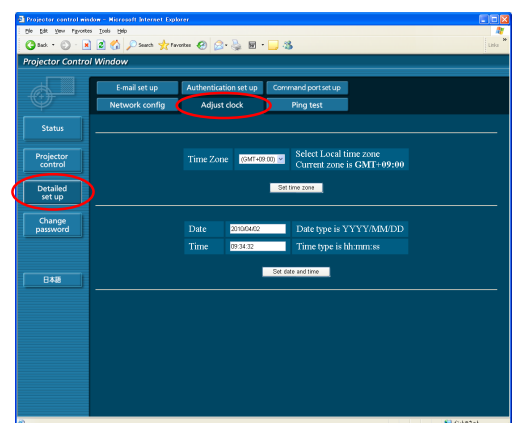 Projector control window - Microsoft Internet Explorer
File Edit View Favorites Tools Help
Back Search Favorites Links
Projector Control Window
E-mail set up Authentication set up Command port set up
Network config Adjust clock Ping test
Status
Projector control
Detailed set up
Change password
日本語
Time Zone (GMT+09:00) Select Local time zone
Current zone is GMT+09:00
Set time zone
Date 2010/04/02 Date type is YYYY/MM/DD
Time 09:34:32 Time type is hh:mm:ss
Set date and time